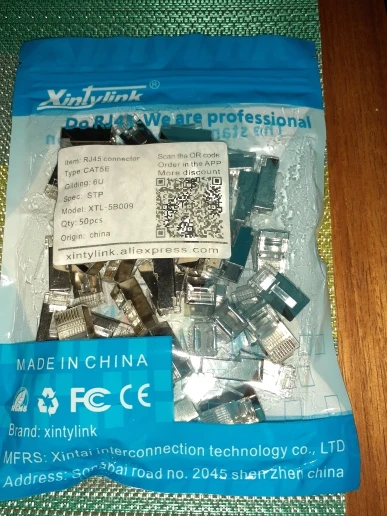 Xintylink ®
Do RJ45, We are professional
item: RJ45 connector
Type: CAT5E
Gilding: 6U
Spec: STP
Model: XTL-5B009
Qty: 50pcs
Origin: china
Scan the QR code
Order in the APP
More discount
xintylink.aliexpress.com
MADE IN CHINA
RoHS FC CE
Brand: xintylink
MFRS: Xintai interconnection technology co., LTD
Address: road no. 2045 shen zhen china